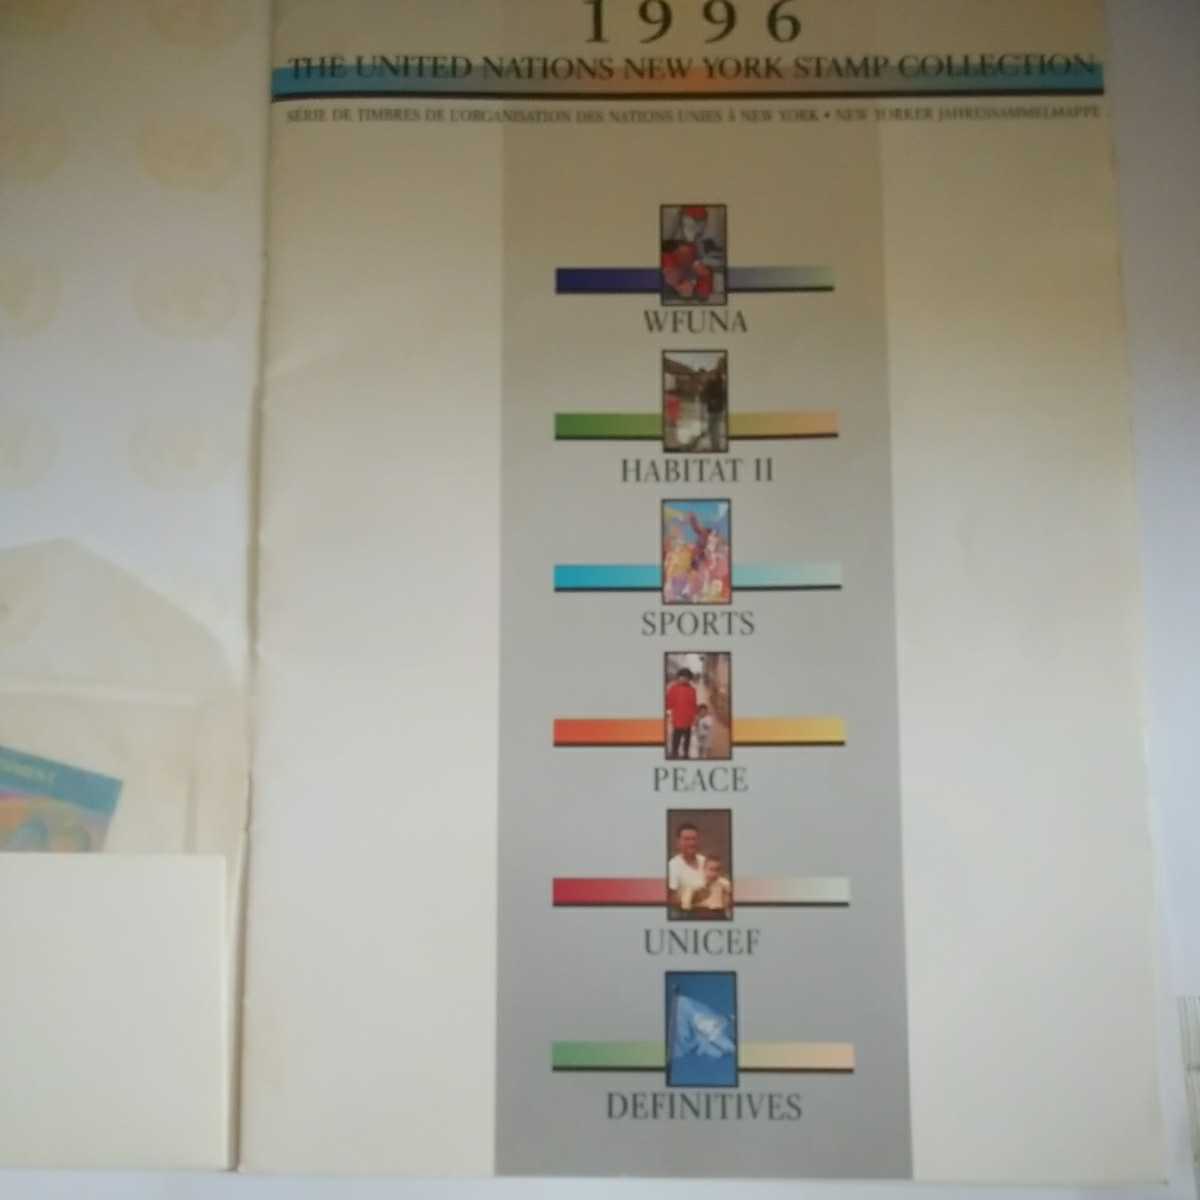 1996
THE UNITED NATIONS NEW YORK STAMP COLLECTION
SÉRIE DE TIMBRES DE L'ORGANISATION DES NATIONS UNIES À NEW YORK • NEW YORKER JAHRESSAMMELMAPPE
WFUNA
HABITAT II
SPORTS
PEACE
UNICEF
DEFINITIVES